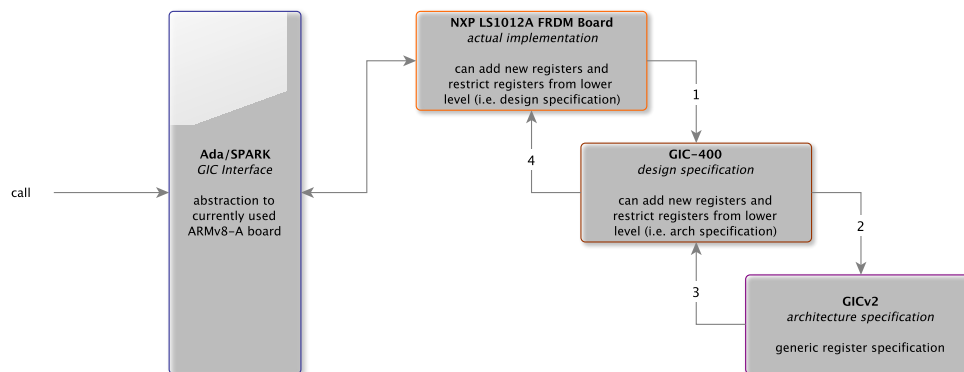 call
Ada/SPARK
GIC Interface
abstraction to
currently used
ARMv8-A board
NXP LS1012A FRDM Board
actual implementation
can add new registers and
restrict registers from lower
level (i.e. design specification)
1
4
GIC-400
design specification
can add new registers and
restrict registers from lower
level (i.e. arch specification)
2
3
GICv2
architecture specification
generic register specification